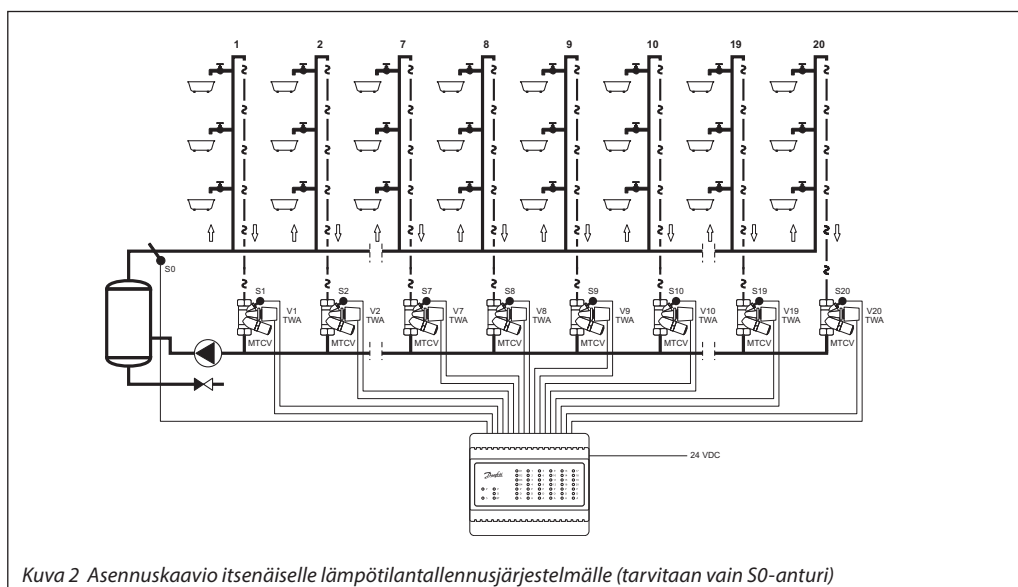 1 2 7 8 9 10 19 20
S0
S1 S2 S7 S8 S9 S10 S19 S20
V1 V2 V7 V8 V9 V10 V19 V20
TWA TWA TWA TWA TWA TWA TWA TWA
MTCV MTCV MTCV MTCV MTCV MTCV MTCV MTCV
24 VDC
Danfoss
Kuva 2 Asennuskaavio itsenäiselle lämpötilantallennusjärjestelmälle (tarvitaan vain S0-anturi)